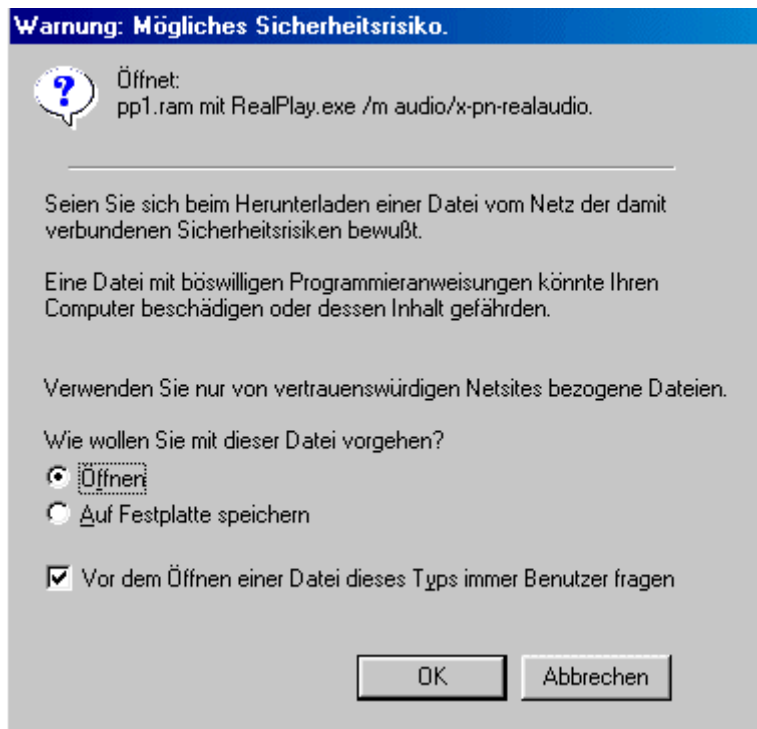 Warnung: Mögliches Sicherheitsrisiko.
?
Öffnet:
pp1.ram mit RealPlay.exe /m audio/x-pn-realaudio.
Seien Sie sich beim Herunterladen einer Datei vom Netz der damit
verbundenen Sicherheitsrisiken bewußt.
Eine Datei mit böswilligen Programmieranweisungen könnte Ihren
Computer beschädigen oder dessen Inhalt gefährden.
Verwenden Sie nur von vertrauenswürdigen Netsites bezogene Dateien.
Wie wollen Sie mit dieser Datei vorgehen?
Öffnen
Auf Festplatte speichern
Vor dem Öffnen einer Datei dieses Typs immer Benutzer fragen
OK Abbrechen